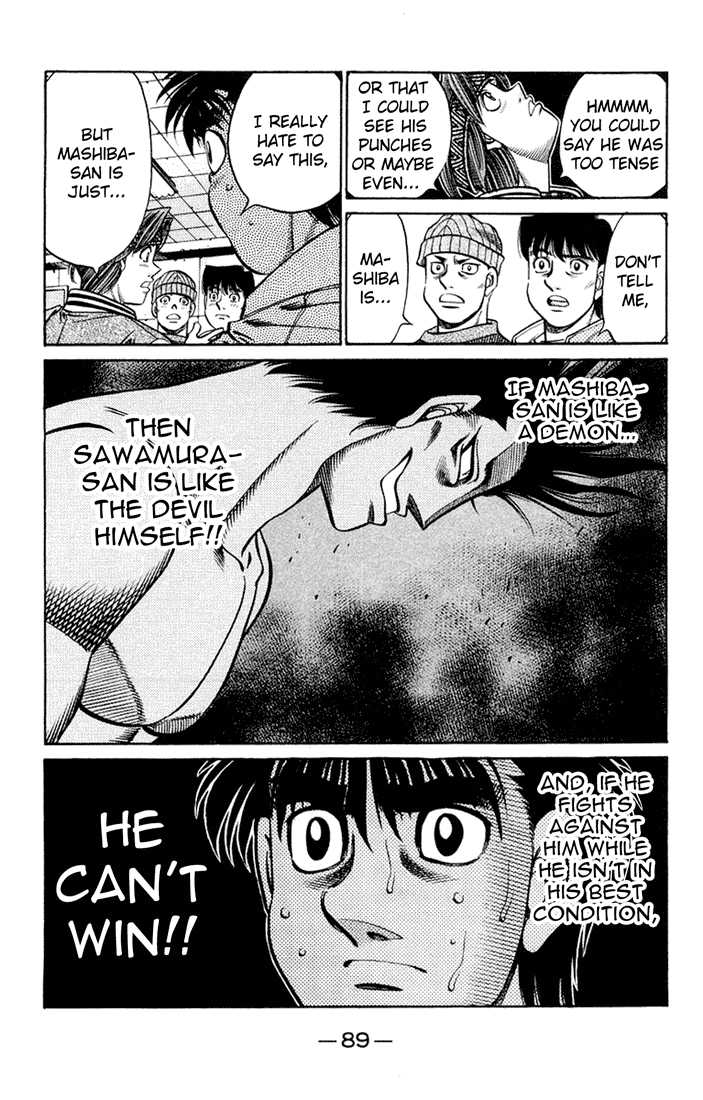 HMMMM,
YOU COULD
SAY HE WAS
TOO TENSE
OR THAT
I COULD
SEE HIS
PUNCHES
OR MAYBE
EVEN...
DON'T
TELL
ME,
MA-
SHIBA
IS...
I REALLY
HATE TO
SAY THIS,
BUT
MASHIBA-
SAN IS
JUST...
IF MASHIBA-
SAN IS LIKE
A DEMON...
THEN
SAWAMURA-
SAN IS LIKE
THE DEVIL
HIMSELF!!
AND, IF HE
FIGHTS
AGAINST
HIM WHILE
HE ISN'T IN
HIS BEST
CONDITION,
HE
CAN'T
WIN!!
—89—